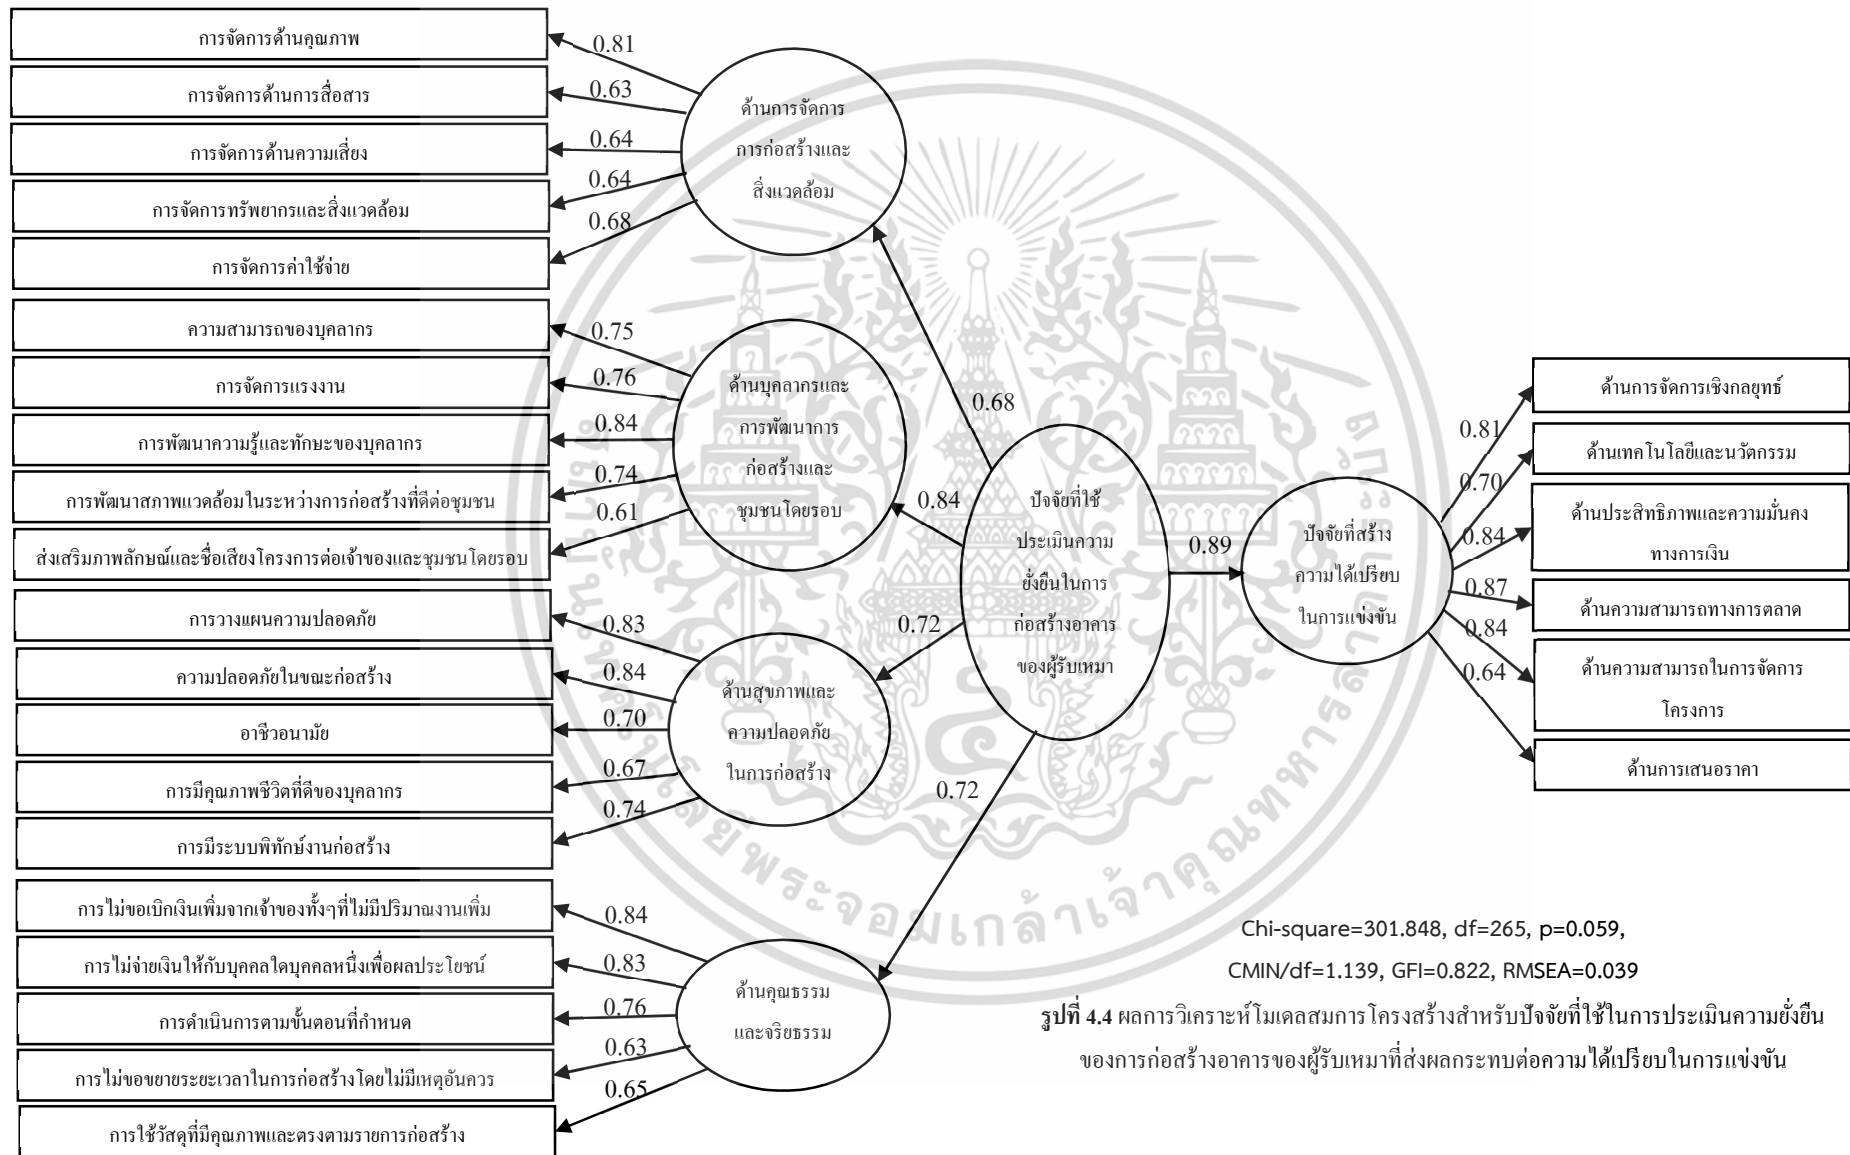 การจัดการด้านคุณภาพ
การจัดการด้านการสื่อสาร
การจัดการด้านความเสี่ยง
การจัดการทรัพยากรและสิ่งแวดล้อม
การจัดการค่าใช้จ่าย
0.81
0.63
0.64
0.64
0.68
ด้านการจัดการ
การก่อสร้างและ
สิ่งแวดล้อม
ความสามารถของบุคลากร
การจัดการแรงงาน
การพัฒนาความรู้และทักษะของบุคลากร
การพัฒนาสภาพแวดล้อมในระหว่างการก่อสร้างที่ดีต่อชุมชน
ส่งเสริมภาพลักษณ์และชื่อเสียงโครงการต่อเจ้าของและชุมชนโดยรอบ
0.75
0.76
0.84
0.74
0.61
ด้านบุคลากรและ
การพัฒนาการ
ก่อสร้างและ
ชุมชนโดยรอบ
การวางแผนความปลอดภัย
ความปลอดภัยในขณะก่อสร้าง
อาชีวอนามัย
การมีคุณภาพชีวิตที่ดีของบุคลากร
การมีระบบพิทักษ์งานก่อสร้าง
0.83
0.84
0.70
0.67
0.74
ด้านสุขภาพและ
ความปลอดภัย
ในการก่อสร้าง
การไม่ขอเบิกเงินเพิ่มจากเจ้าของทั้งๆที่ไม่มีปริมาณงานเพิ่ม
การไม่จ่ายเงินให้กับบุคคลใดบุคคลหนึ่งเพื่อผลประโยชน์
การดำเนินการตามขั้นตอนที่กำหนด
การไม่ขอขยายระยะเวลาในการก่อสร้างโดยไม่มีเหตุอันควร
การใช้วัสดุที่มีคุณภาพและตรงตามรายการก่อสร้าง
0.84
0.83
0.76
0.63
0.65
ด้านคุณธรรม
และจริยธรรม
0.68
0.84
0.72
0.72
ปัจจัยที่ใช้
ประเมินความ
ยั่งยืนในการ
ก่อสร้างอาคาร
ของผู้รับเหมา
0.89
ปัจจัยที่สร้าง
ความได้เปรียบ
ในการแข่งขัน
0.81
0.70
0.84
0.87
0.84
0.64
ด้านการจัดการเชิงกลยุทธ์
ด้านเทคโนโลยีและนวัตกรรม
ด้านประสิทธิภาพและความมั่นคง
ทางการเงิน
ด้านความสามารถทางการตลาด
ด้านความสามารถในการจัดการ
โครงการ
ด้านการเสนอราคา
Chi-square=301.848, df=265, p=0.059,
CMIN/df=1.139, GFI=0.822, RMSEA=0.039
รูปที่ 4.4 ผลการวิเคราะห์โมเดลสมการโครงสร้างสำหรับปัจจัยที่ใช้ในการประเมินความยั่งยืน
ของการก่อสร้างอาคารของผู้รับเหมาที่ส่งผลกระทบต่อความได้เปรียบในการแข่งขัน